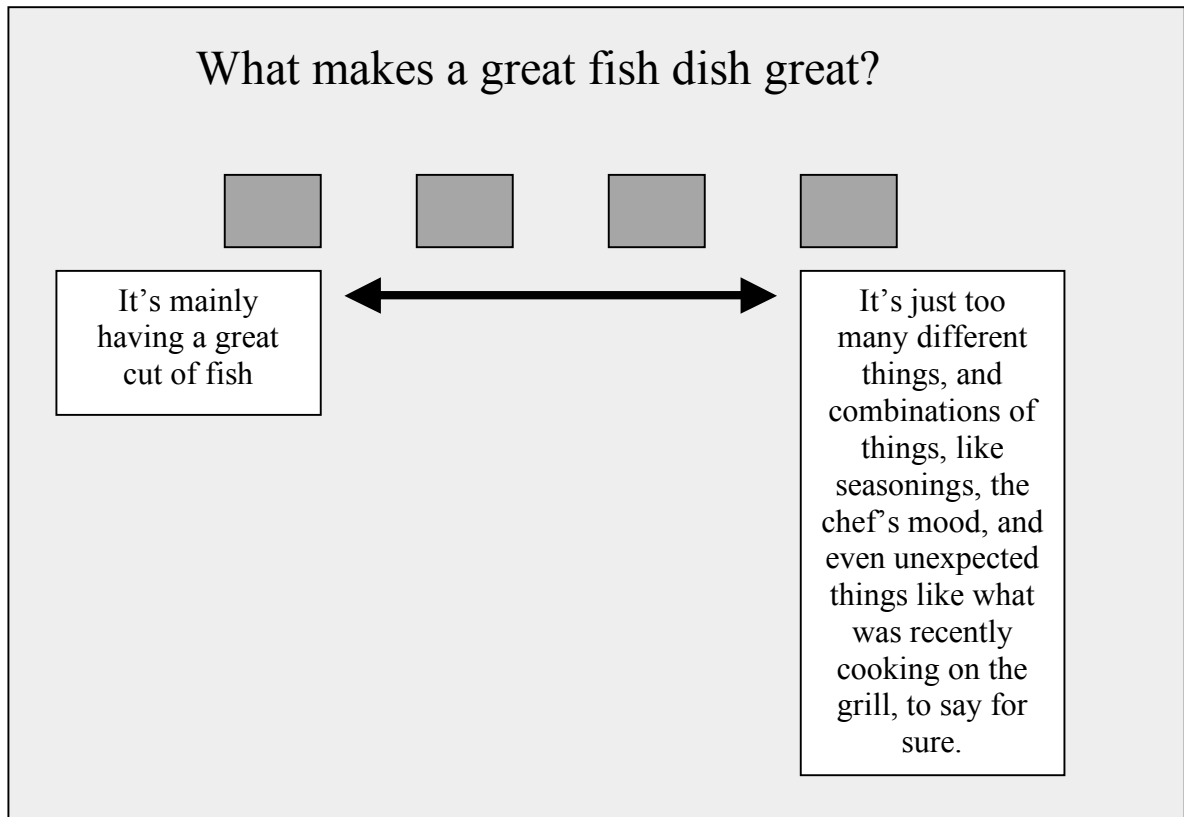 What makes a great fish dish great?
It’s mainly
having a great
cut of fish
It’s just too
many different
things, and
combinations of
things, like
seasonings, the
chef’s mood, and
even unexpected
things like what
was recently
cooking on the
grill, to say for
sure.